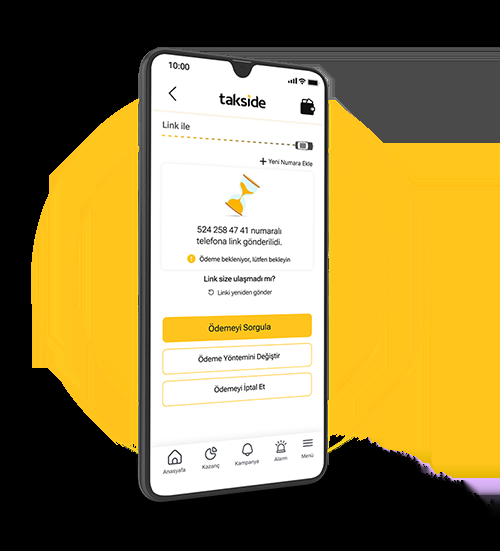 10:00
takside
Link ile
+ Yeni Numara Ekle
524 258 47 41 numaralı
telefona link gönderilidi.
! Ödeme bekleniyor, lütfen bekleyin
Link size ulaşmadı mı?
Linki yeniden gönder
Ödemeyi Sorgula
Ödeme Yöntemini Değiştir
Ödemeyi İptal Et
Anasyafa
Kazanç
Kampanya
Alarm
Menü